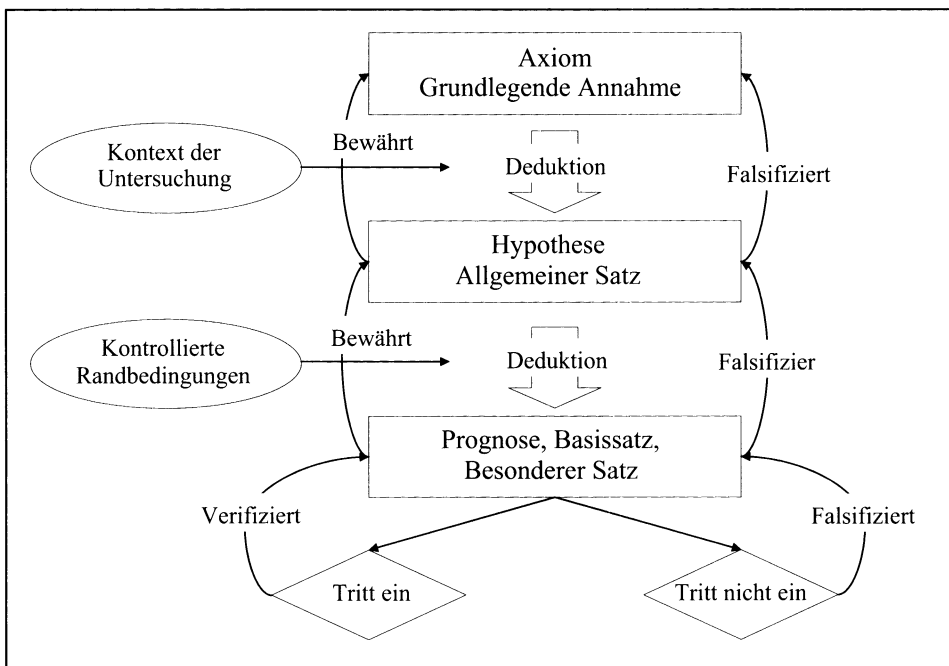 Axiom
Grundlegende Annahme
Bewährt
Kontext der
Untersuchung
Deduktion
Falsifiziert
Hypothese
Allgemeiner Satz
Bewährt
Kontrollierte
Randbedingungen
Deduktion
Falsifizier
Prognose, Basissatz,
Besonderer Satz
Verifiziert
Falsifiziert
Tritt ein
Tritt nicht ein